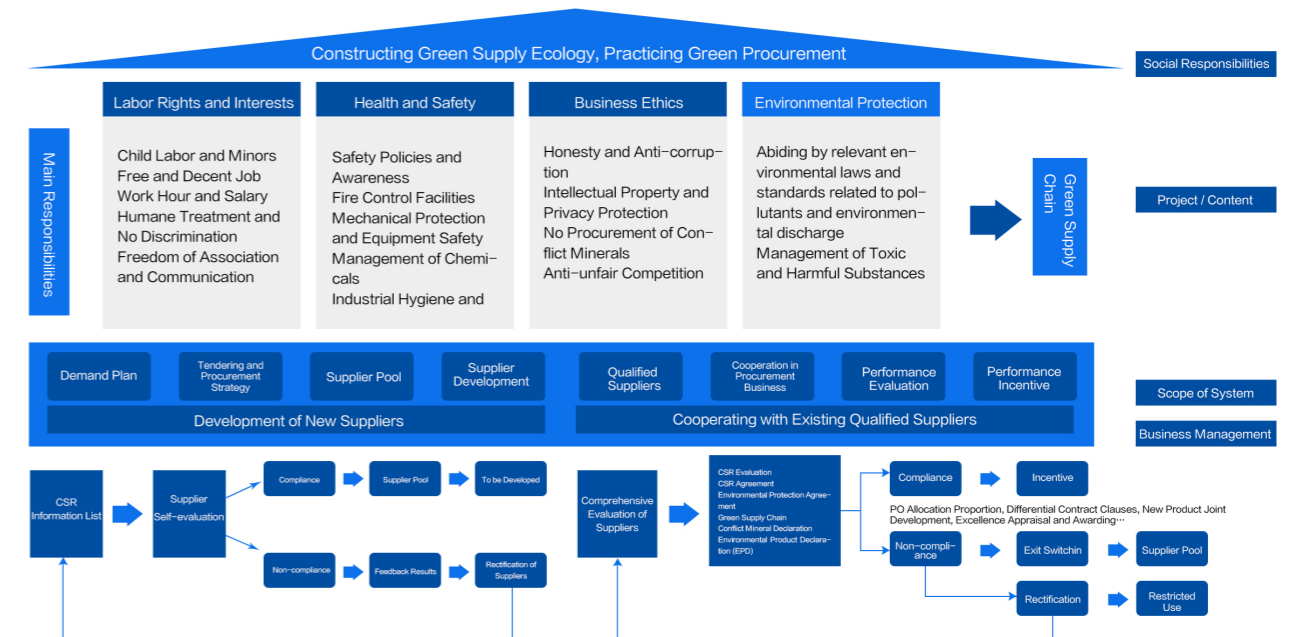 Constructing Green Supply Ecology, Practicing Green Procurement
Social Responsibilities
Main Responsibilities
Labor Rights and Interests
Child Labor and Minors
Free and Decent Job
Work Hour and Salary
Humane Treatment and
No Discrimination
Freedom of Association
and Communication
Health and Safety
Safety Policies and
Awareness
Fire Control Facilities
Mechanical Protection
and Equipment Safety
Management of Chemi-
cals
Industrial Hygiene and
Business Ethics
Honesty and Anti-corrup-
tion
Intellectual Property and
Privacy Protection
No Procurement of Con-
flict Minerals
Anti-unfair Competition
Environmental Protection
Abiding by relevant en-
vironmental laws and
standards related to pol-
lutants and environmen-
tal discharge
Management of Toxic
and Harmful Substances
Green Supply
Chain
Project / Content
Demand Plan
Tendering and
Procurement
Strategy
Supplier Pool
Supplier
Development
Qualified
Suppliers
Cooperation in
Procurement
Business
Performance
Evaluation
Performance
Incentive
Scope of System
Development of New Suppliers
Cooperating with Existing Qualified Suppliers
Business Management
CSR
Information List
Supplier
Self-evaluation
Compliance
Supplier Pool
To be Developed
Non-compliance
Feedback Results
Rectification of
Suppliers
Comprehensive
Evaluation of
Suppliers
CSR Evaluation
CSR Agreement
Environmental Protection Agree-
ment
Green Supply Chain
Conflict Mineral Declaration
Environmental Product Declara-
tion (EPD)
Compliance
Incentive
PO Allocation Proportion, Differential Contract Clauses, New Product Joint
Development, Excellence Appraisal and Awarding···
Non-compli-
ance
Exit Switchin
Supplier Pool
Rectification
Restricted
Use